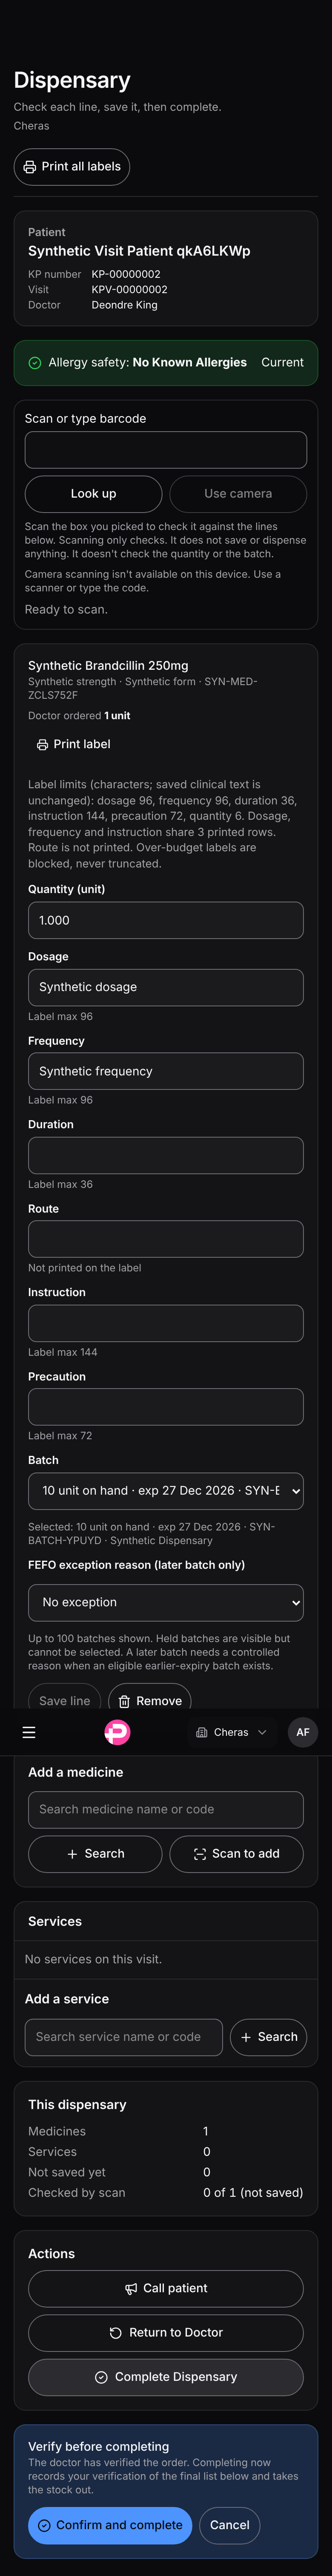 Dispensary
Check each line, save it, then complete.
Cheras
Print all labels
Patient
Synthetic Visit Patient qkA6LKWp
KP number KP-00000002
Visit KPV-00000002
Doctor Deondre King
Allergy safety: No Known Allergies Current
Scan or type barcode
Look up Use camera
Scan the box you picked to check it against the lines
below. Scanning only checks. It does not save or dispense
anything. It doesn't check the quantity or the batch.
Camera scanning isn't available on this device. Use a
scanner or type the code.
Ready to scan.
Synthetic Brandcillin 250mg
Synthetic strength · Synthetic form · SYN-MED-
ZCLS752F
Doctor ordered 1 unit
Print label
Label limits (characters; saved clinical text is
unchanged): dosage 96, frequency 96, duration 36,
instruction 144, precaution 72, quantity 6. Dosage,
frequency and instruction share 3 printed rows.
Route is not printed. Over-budget labels are
blocked, never truncated.
Quantity (unit)
1.000
Dosage
Synthetic dosage
Label max 96
Frequency
Synthetic frequency
Label max 96
Duration
Label max 36
Route
Not printed on the label
Instruction
Label max 144
Precaution
Label max 72
Batch
10 unit on hand · exp 27 Dec 2026 · SYN-E
Selected: 10 unit on hand · exp 27 Dec 2026 · SYN-
BATCH-YPUYD · Synthetic Dispensary
FEFO exception reason (later batch only)
No exception
Up to 100 batches shown. Held batches are visible but
cannot be selected. A later batch needs a controlled
reason when an eligible earlier-expiry batch exists.
Save line Remove
Cheras AF
Add a medicine
Search medicine name or code
Search Scan to add
Services
No services on this visit.
Add a service
Search service name or code Search
This dispensary
Medicines 1
Services 0
Not saved yet 0
Checked by scan 0 of 1 (not saved)
Actions
Call patient
Return to Doctor
Complete Dispensary
Verify before completing
The doctor has verified the order. Completing now
records your verification of the final list below and takes
the stock out.
Confirm and complete Cancel